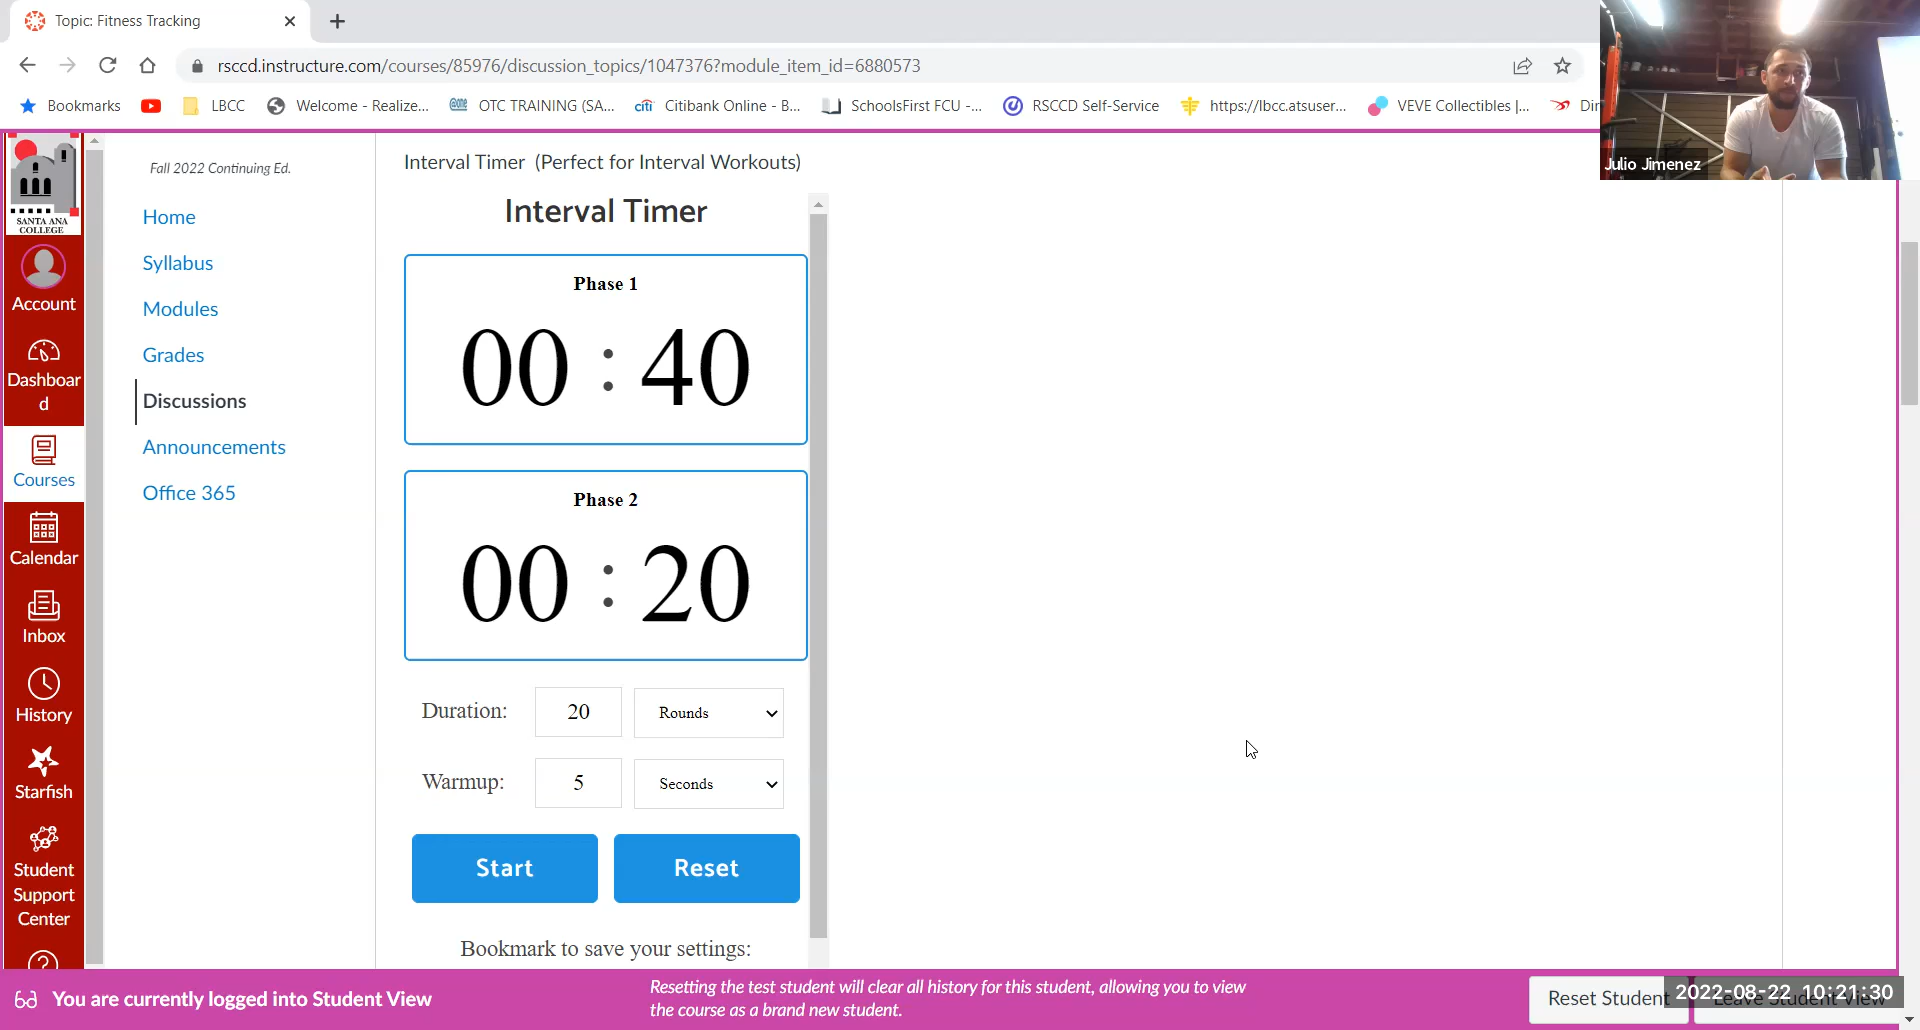 Topic: Fitness Tracking
rsccd.instructure.com/courses/85976/discussion_topics/1047376?module_item_id=6880573
Bookmarks
LBCC
Welcome - Realize...
OTC TRAINING (SA...
citi
Citibank Online - B...
SchoolsFirst FCU -...
RSCCD Self-Service
https://lbcc.atsuser...
VEVE Collectibles |...
Julio Jimenez
SANTA ANA
COLLEGE
Account
Dashboar
d
Courses
Calendar
Inbox
History
Starfish
Student
Support
Center
Fall 2022 Continuing Ed.
Home
Syllabus
Modules
Grades
Discussions
Announcements
Office 365
Interval Timer (Perfect for Interval Workouts)
Interval Timer
Phase 1
00 : 40
Phase 2
00 : 20
Duration: 20 Rounds
Warmup: 5 Seconds
Start Reset
Bookmark to save your settings:
You are currently logged into Student View
Resetting the test student will clear all history for this student, allowing you to view
the course as a brand new student.
Reset Student
Leave Student View
2022-08-22 10:21:30